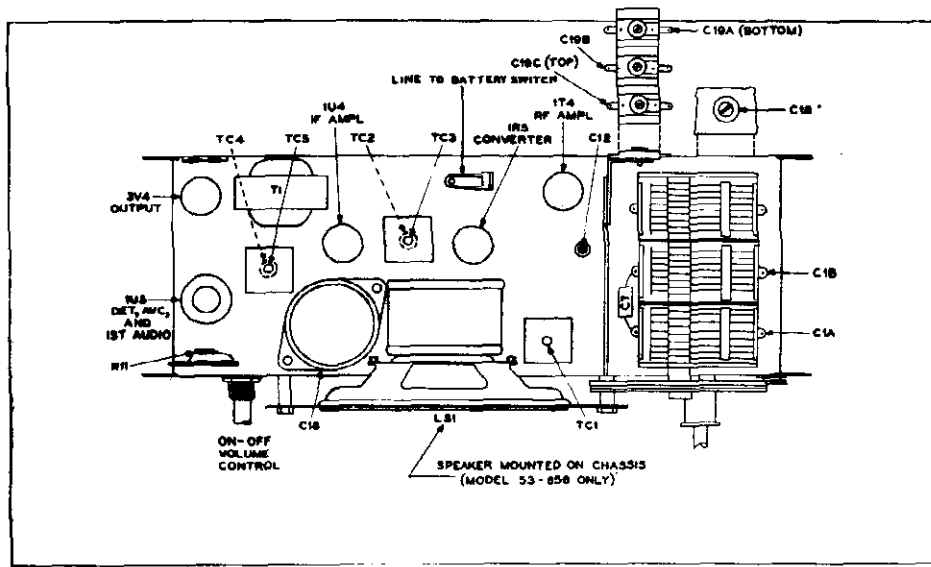 C19A (BOTTOM)
C19B
C19C (TOP)
LINE TO BATTERY SWITCH
1U4
IF AMPL
1T4
RF AMPL
1R5
CONVERTER
C18
TC4
TC5
TC2
TC3
C12
3V4
OUTPUT
T1
C1B
C7
1U5
DET, AVC,
AND
1ST AUDIO
C1A
R11
C15
LS1
TC1
ON-OFF
VOLUME
CONTROL
SPEAKER MOUNTED ON CHASSIS
(MODEL 53-656 ONLY)